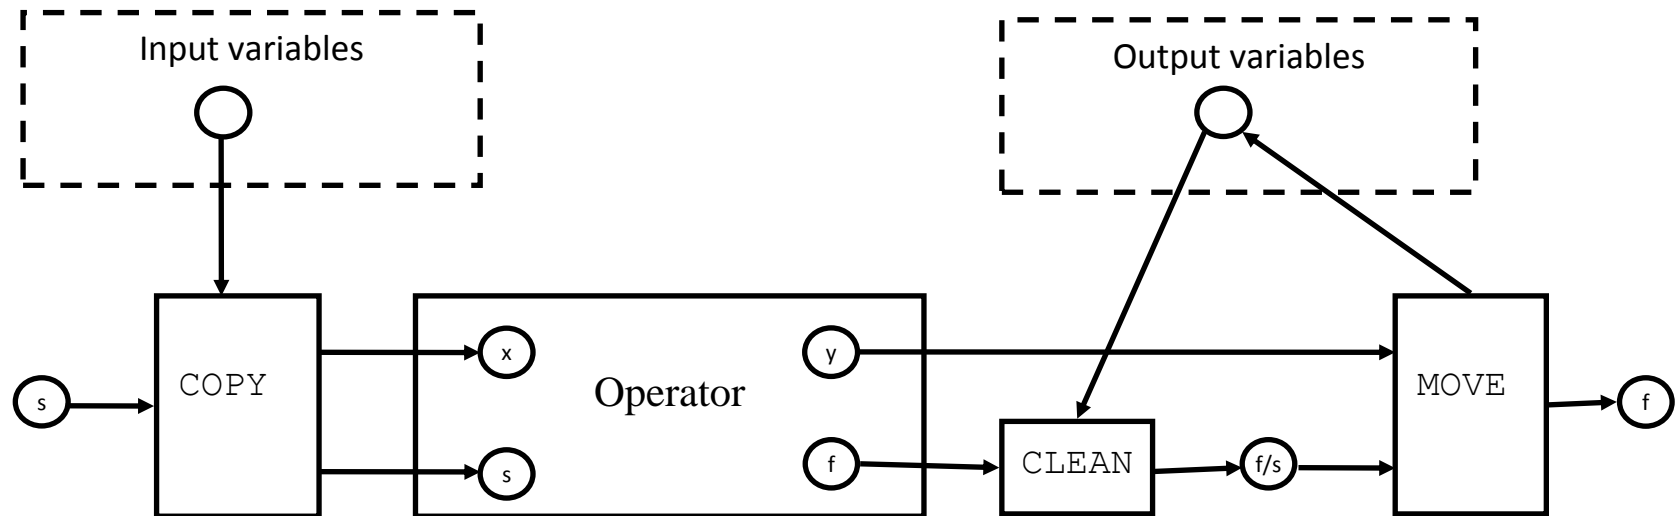 Input variables
Output variables
s
COPY
x
s
Operator
y
f
CLEAN
f/s
MOVE
f